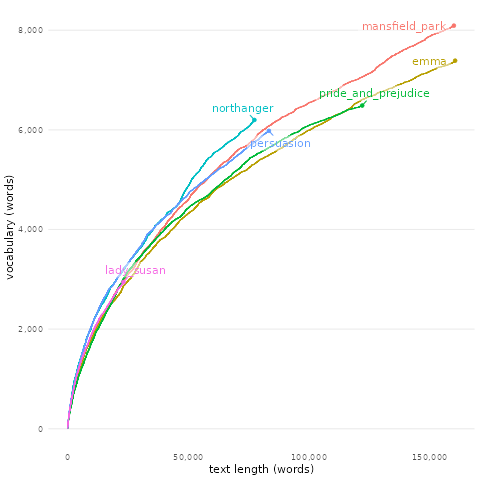 mansfield_park
8,000
emma
pride_and_prejudice
northanger
6,000
persuasion
4,000
lady_susan
2,000
0
vocabulary (words)
0 50,000 100,000 150,000
text length (words)